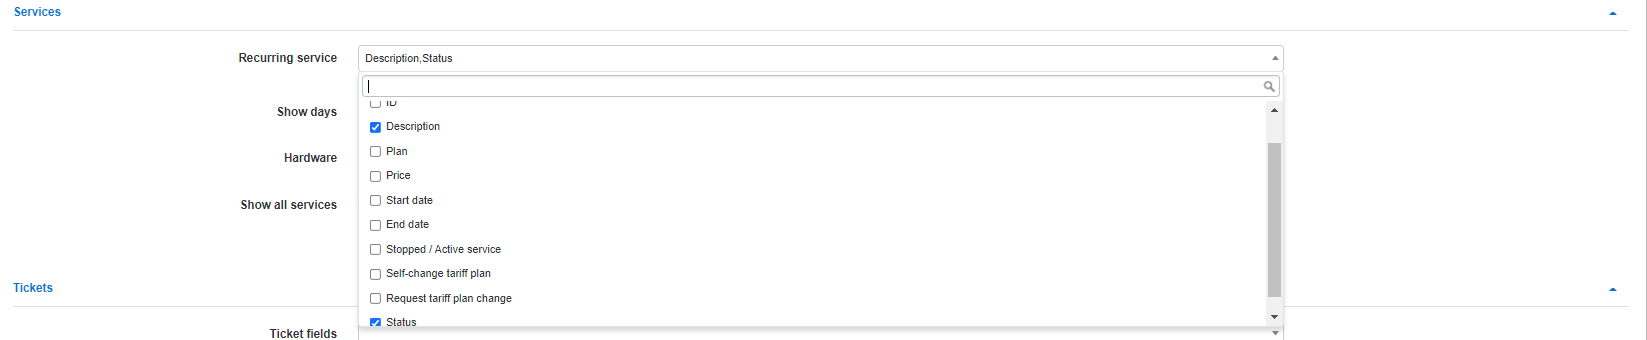 Services
Recurring service
Description,Status
ID
Show days
Description
Plan
Hardware
Price
Show all services
Start date
End date
Stopped / Active service
Self-change tariff plan
Tickets
Request tariff plan change
Status
Ticket fields